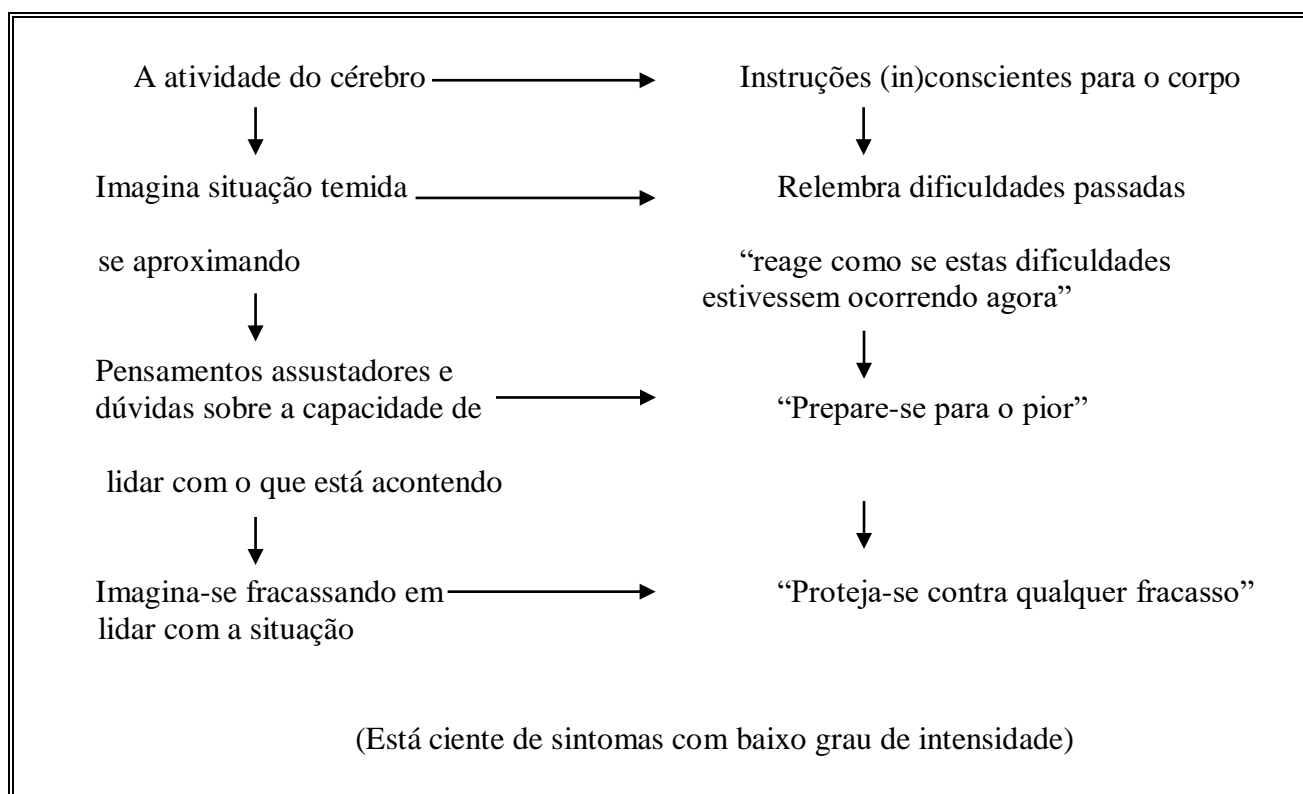 A atividade do cérebro Instruções (in)conscientes para o corpo
Imagina situação temida Relembra dificuldades passadas
se aproximando “reage como se estas dificuldades
estivessem ocorrendo agora”
Pensamentos assustadores e
dúvidas sobre a capacidade de “Prepare-se para o pior”
lidar com o que está acontendo
Imagina-se fracassando em “Proteja-se contra qualquer fracasso”
lidar com a situação
(Está ciente de sintomas com baixo grau de intensidade)